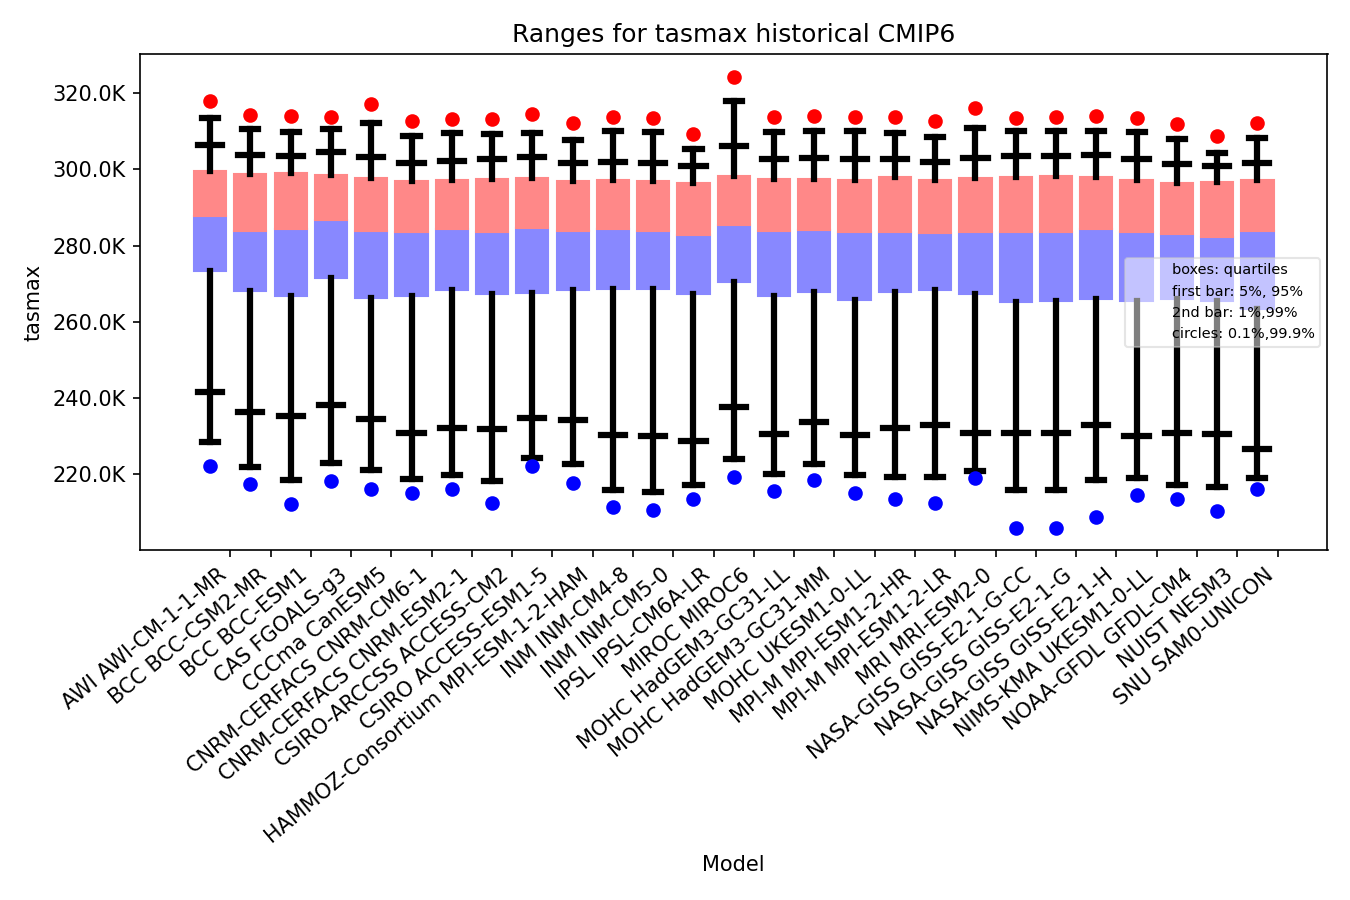 Ranges for tasmax historical CMIP6
320.0K
300.0K
280.0K
260.0K
240.0K
220.0K
tasmax
boxes: quartiles
first bar: 5%, 95%
2nd bar: 1%,99%
circles: 0.1%,99.9%
AWI AWI-CM-1-1-MR
BCC BCC-CSM2-MR
BCC BCC-ESM1
CAS FGOALS-g3
CCCma CanESM5
CNRM-CERFACS CNRM-CM6-1
CNRM-CERFACS CNRM-ESM2-1
CSIRO-ARCCSS ACCESS-CM2
CSIRO ACCESS-ESM1-5
HAMMOZ-Consortium MPI-ESM-1-2-HAM
INM INM-CM4-8
INM INM-CM5-0
IPSL IPSL-CM6A-LR
MIROC MIROC6
MOHC HadGEM3-GC31-LL
MOHC HadGEM3-GC31-MM
MOHC UKESM1-0-LL
MPI-M MPI-ESM1-2-HR
MPI-M MPI-ESM1-2-LR
MRI MRI-ESM2-0
NASA-GISS GISS-E2-1-G-CC
NASA-GISS GISS-E2-1-G
NASA-GISS GISS-E2-1-H
NIMS-KMA UKESM1-0-LL
NOAA-GFDL GFDL-CM4
NUIST NESM3
SNU SAM0-UNICON
Model